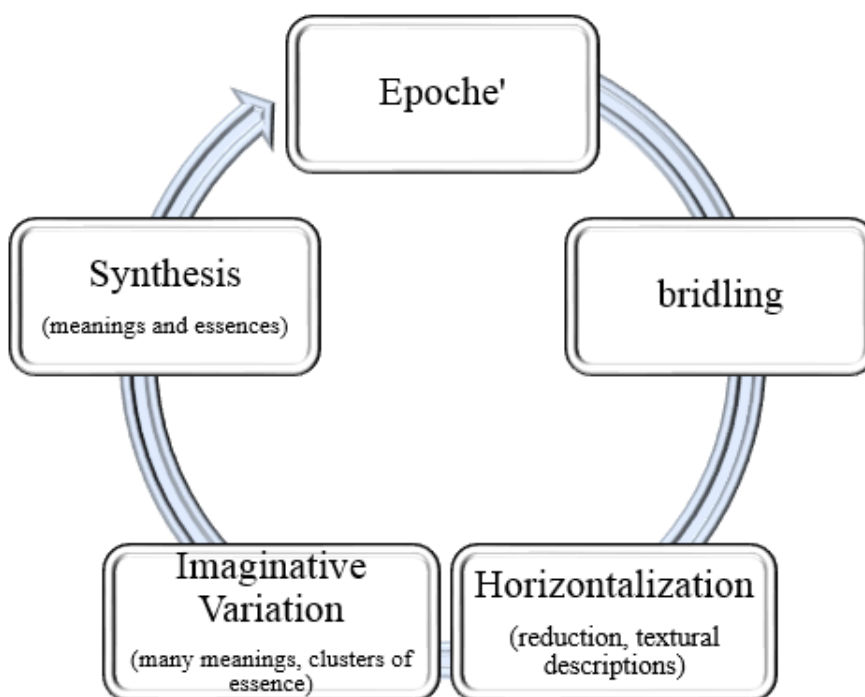 Epoche'
bridling
Horizontalization
(reduction, textural
descriptions)
Imaginative
Variation
(many meanings, clusters of
essence)
Synthesis
(meanings and essences)